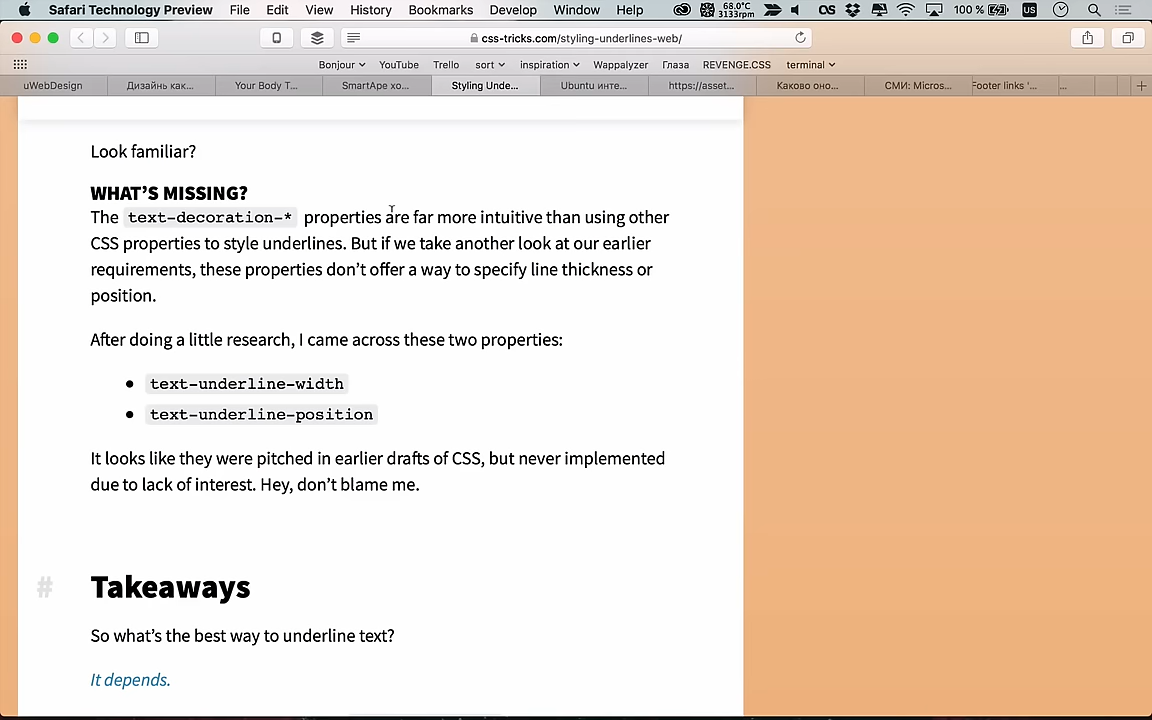 Safari Technology Preview File Edit View History Bookmarks Develop Window Help 68.0°C 3133rpm OS 100 % US
css-tricks.com/styling-underlines-web/
Bonjour YouTube Trello sort inspiration Wappalyzer Глаза REVENGE.CSS terminal
uWebDesign Дизайнь как... Your Body T... SmartApe хо... Styling Unde... Ubuntu инте... https://asset... Каково оно... СМИ: Micros... Footer links '... ...
Look familiar?
WHAT'S MISSING?
The text-decoration-* properties are far more intuitive than using other
CSS properties to style underlines. But if we take another look at our earlier
requirements, these properties don't offer a way to specify line thickness or
position.
After doing a little research, I came across these two properties:
• text-underline-width
• text-underline-position
It looks like they were pitched in earlier drafts of CSS, but never implemented
due to lack of interest. Hey, don't blame me.
# Takeaways
So what's the best way to underline text?
It depends.